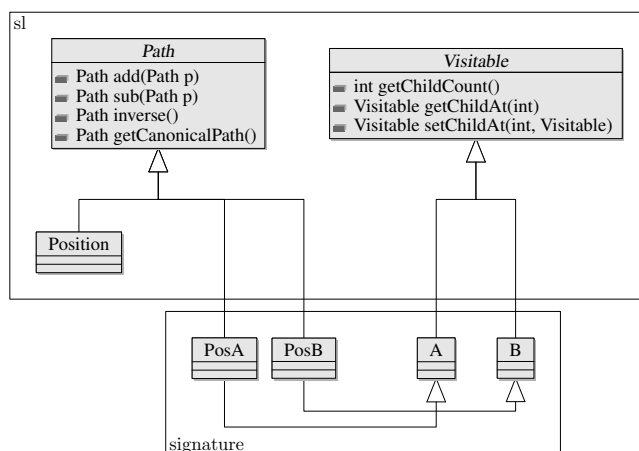 sl
Path
Path add(Path p)
Path sub(Path p)
Path inverse()
Path getCanonicalPath()
Visitable
int getChildCount()
Visitable getChildAt(int)
Visitable setChildAt(int, Visitable)
Position
PosA
PosB
A
B
signature